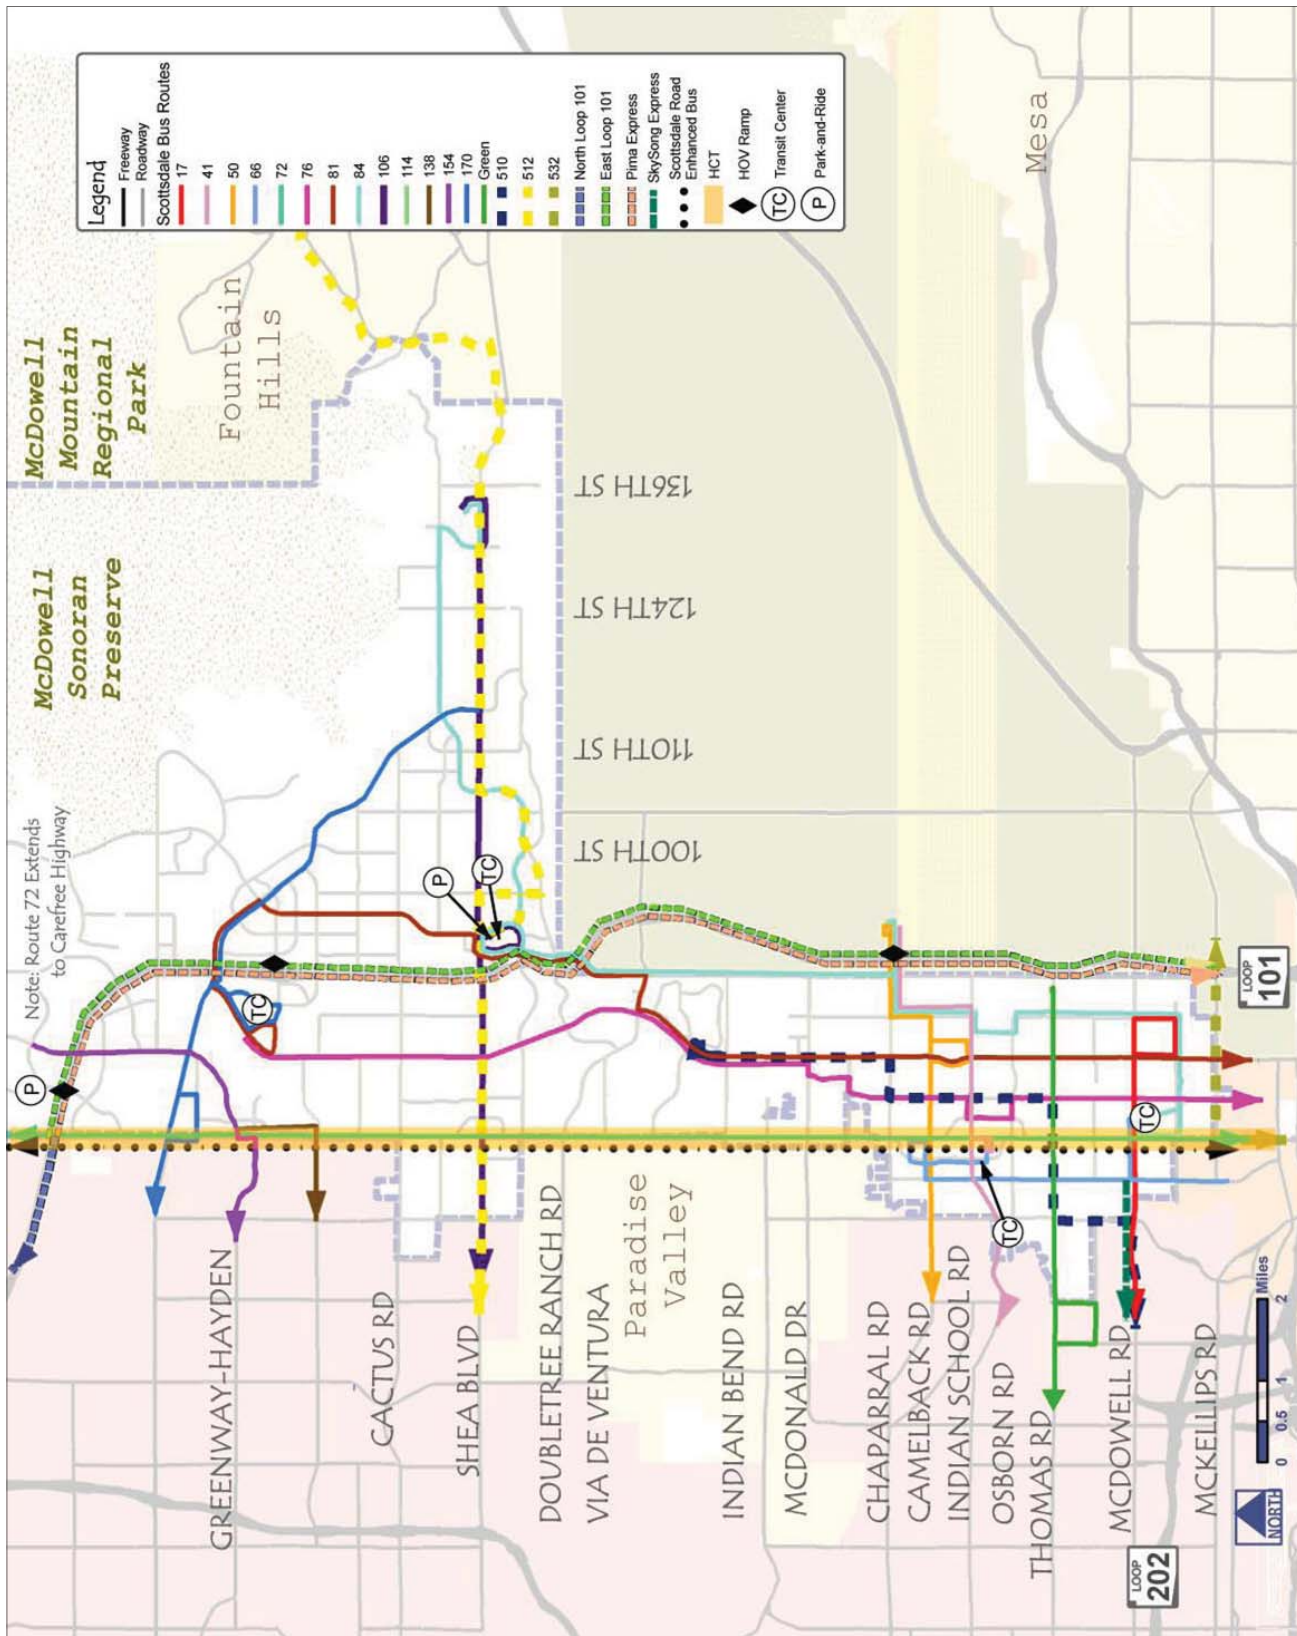 McDowell
Mountain
Regional
Park
McDowell
Sonoran
Preserve
Fountain
Hills
Note: Route 72 Extends
to Carefree Highway
Legend
Freeway
Roadway
Scottsdale Bus Routes
17
41
50
66
72
76
81
84
106
114
138
154
170
Green
510
512
532
North Loop 101
East Loop 101
Pima Express
SkySong Express
Scottsdale Road
Enhanced Bus
HCT
HOV Ramp
TC
Transit Center
P
Park-and-Ride
Mesa
136TH ST
124TH ST
110TH ST
100TH ST
P
TC
TC
P
TC
TC
LOOP
101
GREENWAY-HAYDEN
CACTUS RD
SHEA BLVD
DOUBLETREE RANCH RD
VIA DE VENTURA
Paradise
Valley
INDIAN BEND RD
MCDONALD DR
CHAPARRAL RD
CAMELBACK RD
INDIAN SCHOOL RD
OSBORN RD
THOMAS RD
MCDOWELL RD
MCKELLIPS RD
LOOP
202
NORTH
0
0.5
1
2
Miles